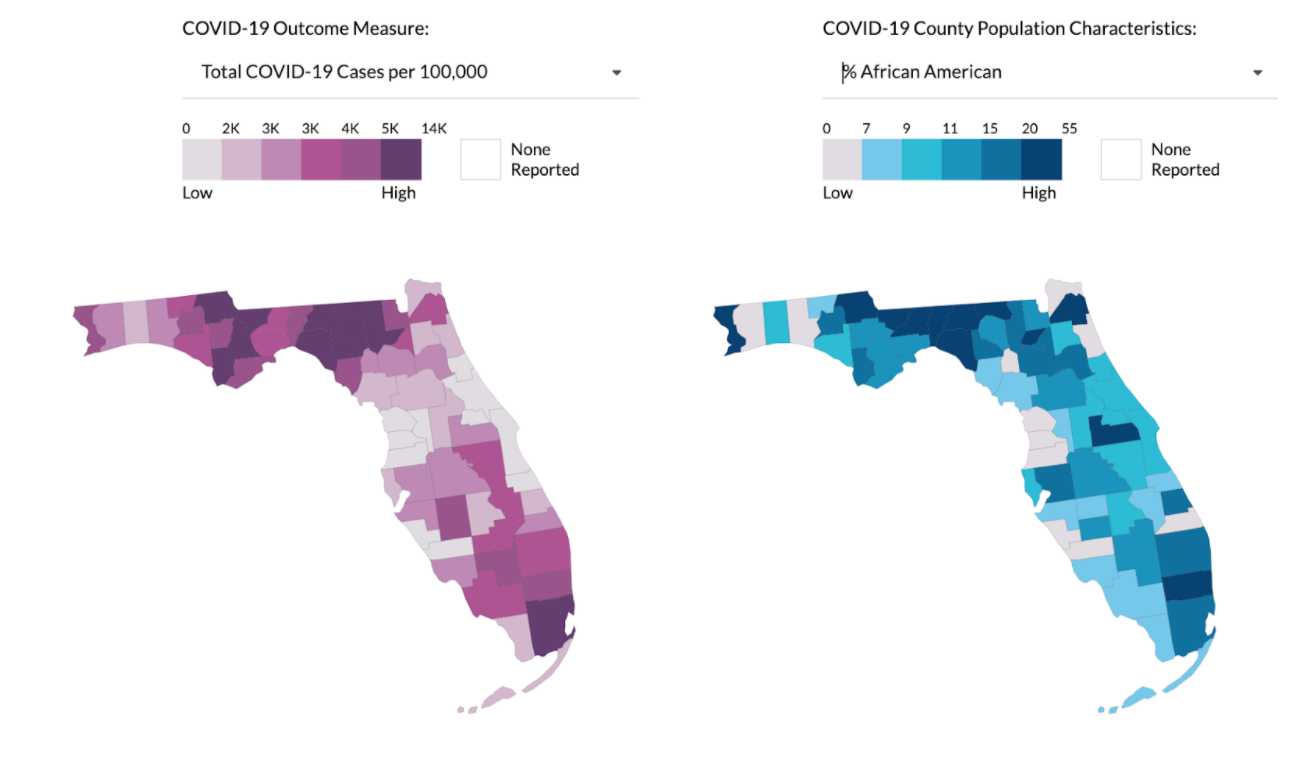 COVID-19 Outcome Measure:
Total COVID-19 Cases per 100,000
0 2K 3K 3K 4K 5K 14K
None
Reported
Low High
COVID-19 County Population Characteristics:
% African American
0 7 9 11 15 20 55
None
Reported
Low High